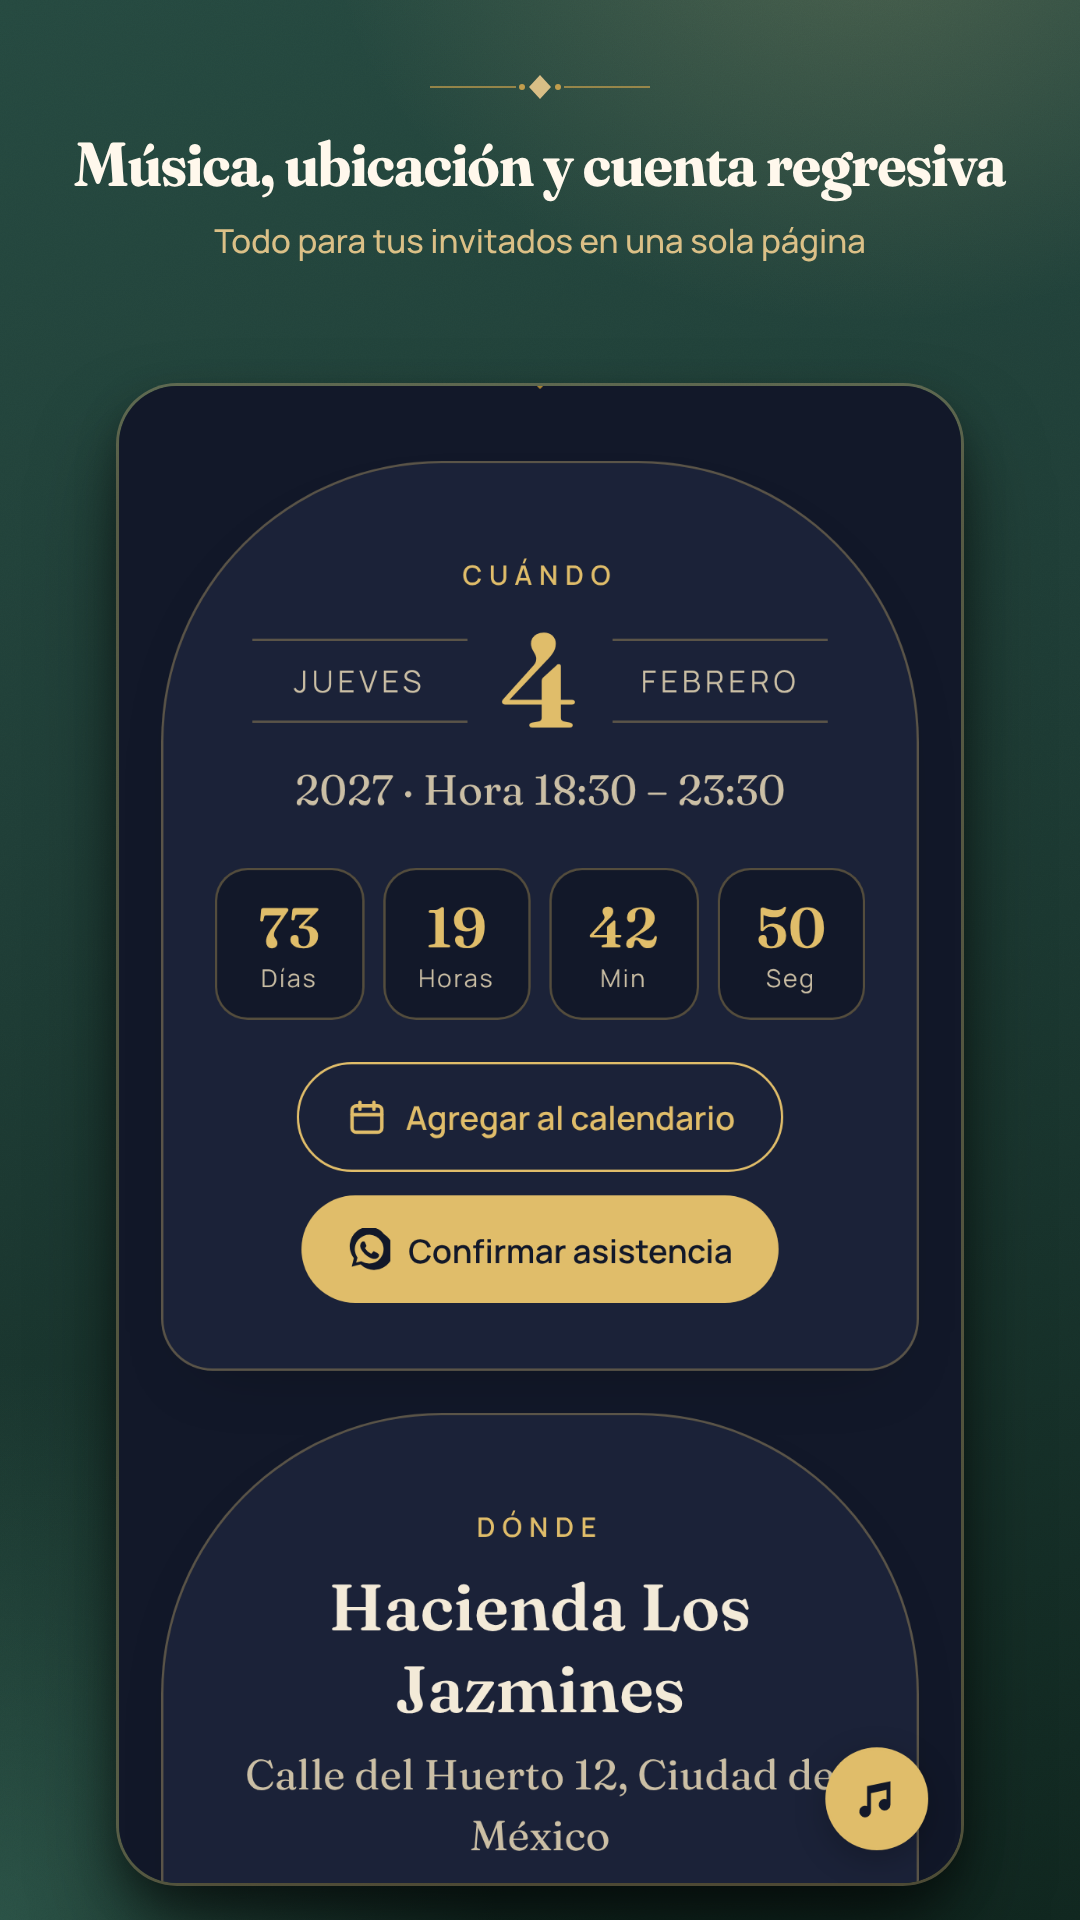 Música, ubicación y cuenta regresiva
Todo para tus invitados en una sola página
CUÁNDO
JUEVES
4
FEBRERO
2027 · Hora 18:30 – 23:30
73
Días
19
Horas
42
Min
50
Seg
Agregar al calendario
Confirmar asistencia
DÓNDE
Hacienda Los
Jazmines
Calle del Huerto 12, Ciudad de
México